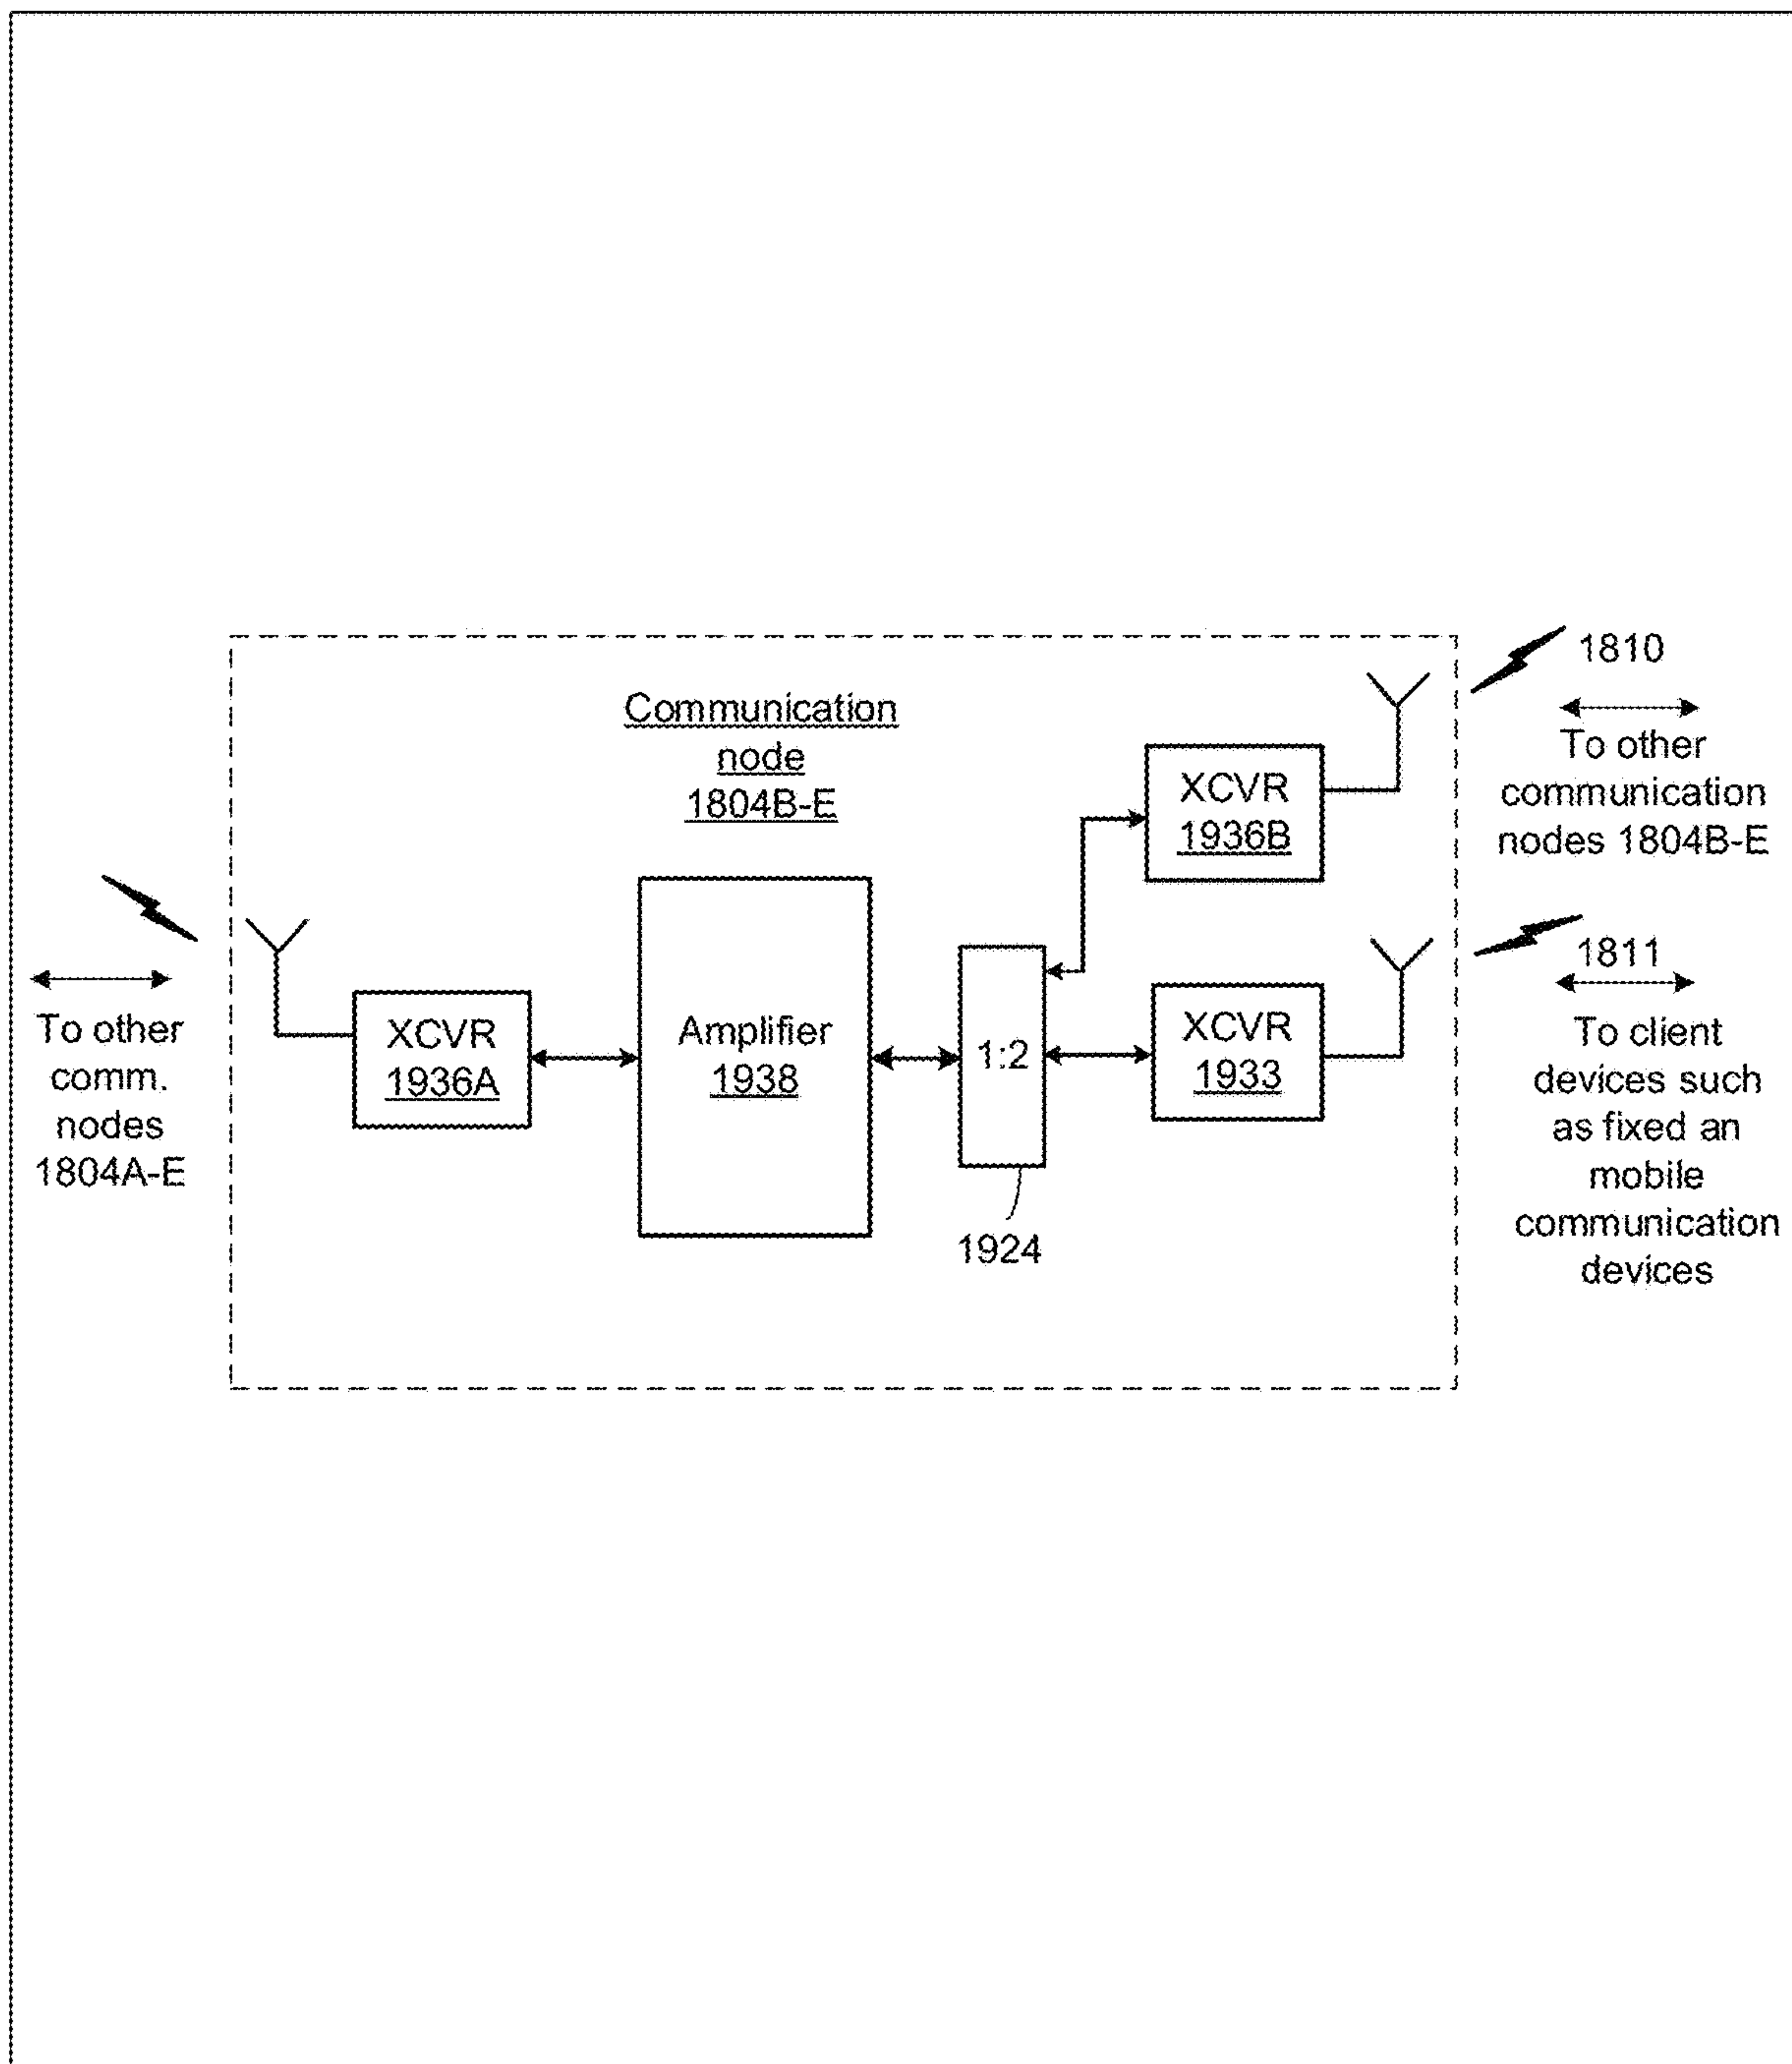 Communication
node
1804B-E
To other
comm.
nodes
1804A-E
XCVR
1936A
Amplifier
1938
1:2
1924
XCVR
1936B
XCVR
1933
1810
To other
communication
nodes 1804B-E
1811
To client
devices such
as fixed an
mobile
communication
devices